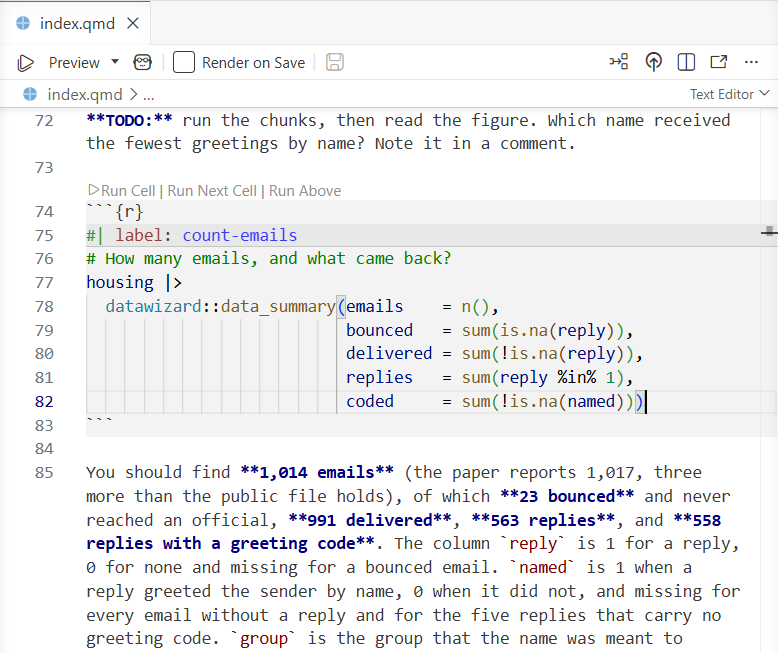 index.qmd
Preview Render on Save
index.qmd > ...
Text Editor
72 **TODO:** run the chunks, then read the figure. Which name received
the fewest greetings by name? Note it in a comment.
73
Run Cell | Run Next Cell | Run Above
74 ```{r}
75 #| label: count-emails
76 # How many emails, and what came back?
77 housing |>
78 datawizard::data_summary(emails = n(),
79 bounced = sum(is.na(reply)),
80 delivered = sum(!is.na(reply)),
81 replies = sum(reply %in% 1),
82 coded = sum(!is.na(named)))
83 ```
84
85 You should find **1,014 emails** (the paper reports 1,017, three
more than the public file holds), of which **23 bounced** and never
reached an official, **991 delivered**, **563 replies**, and **558
replies with a greeting code**. The column `reply` is 1 for a reply,
0 for none and missing for a bounced email. `named` is 1 when a
reply greeted the sender by name, 0 when it did not, and missing for
every email without a reply and for the five replies that carry no
greeting code. `group` is the group that the name was meant to